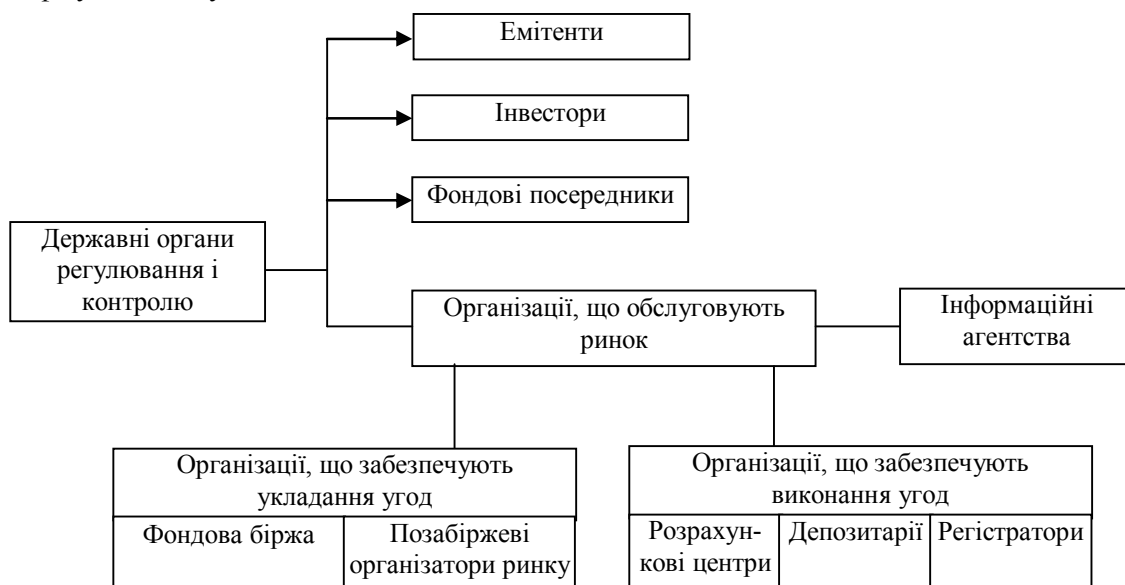 Емітенти
Інвестори
Фондові посередники
Державні органи
регулювання і
контролю
Організації, що обслуговують
ринок
Інформаційні
агентства
Організації, що забезпечують
укладання угод
Фондова біржа
Позабіржеві
організатори ринку
Організації, що забезпечують
виконання угод
Розрахун-
кові центри
Депозитарії
Регістратори